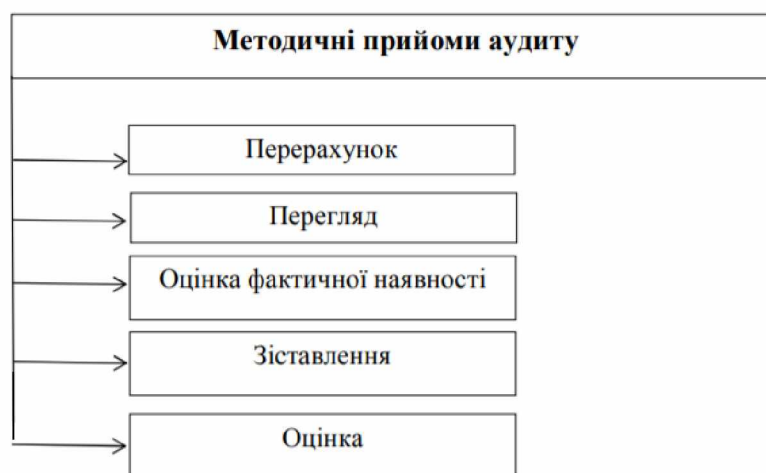 Методичні прийоми аудиту
Перерахунок
Перегляд
Оцінка фактичної наявності
Зіставлення
Оцінка